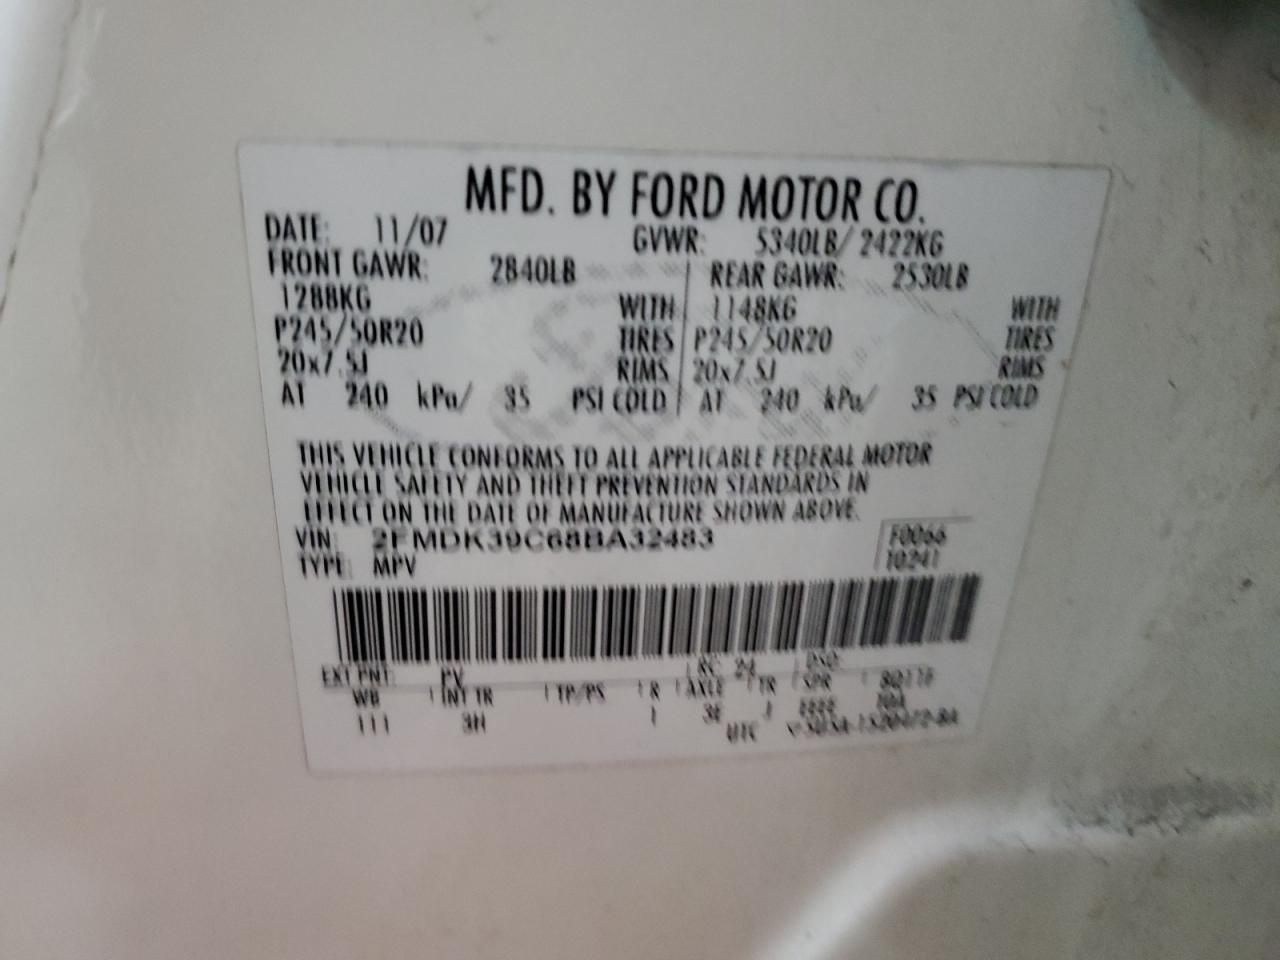 MFD. BY FORD MOTOR CO.
DATE: 11/07 GVWR: 5340LB/ 2422KG
FRONT GAWR: 2840LB REAR GAWR: 2530LB
1288KG WITH 1148KG WITH
P245/50R20 TIRES P245/50R20 TIRES
20x7.5J RIMS 20x7.5J RIMS
AT 240 kPa/ 35 PSI COLD AT 240 kPa/ 35 PSI COLD
THIS VEHICLE CONFORMS TO ALL APPLICABLE FEDERAL MOTOR
VEHICLE SAFETY AND THEFT PREVENTION STANDARDS IN
EFFECT ON THE DATE OF MANUFACTURE SHOWN ABOVE.
VIN: 2FMDK39C68BA32483 F0066
TYPE: MPV 10241
EXT PNT: PV RC: 24 DSO:
WB INT TR TP/PS R AXLE TR SPR
111 3H 1 3E J
UTC